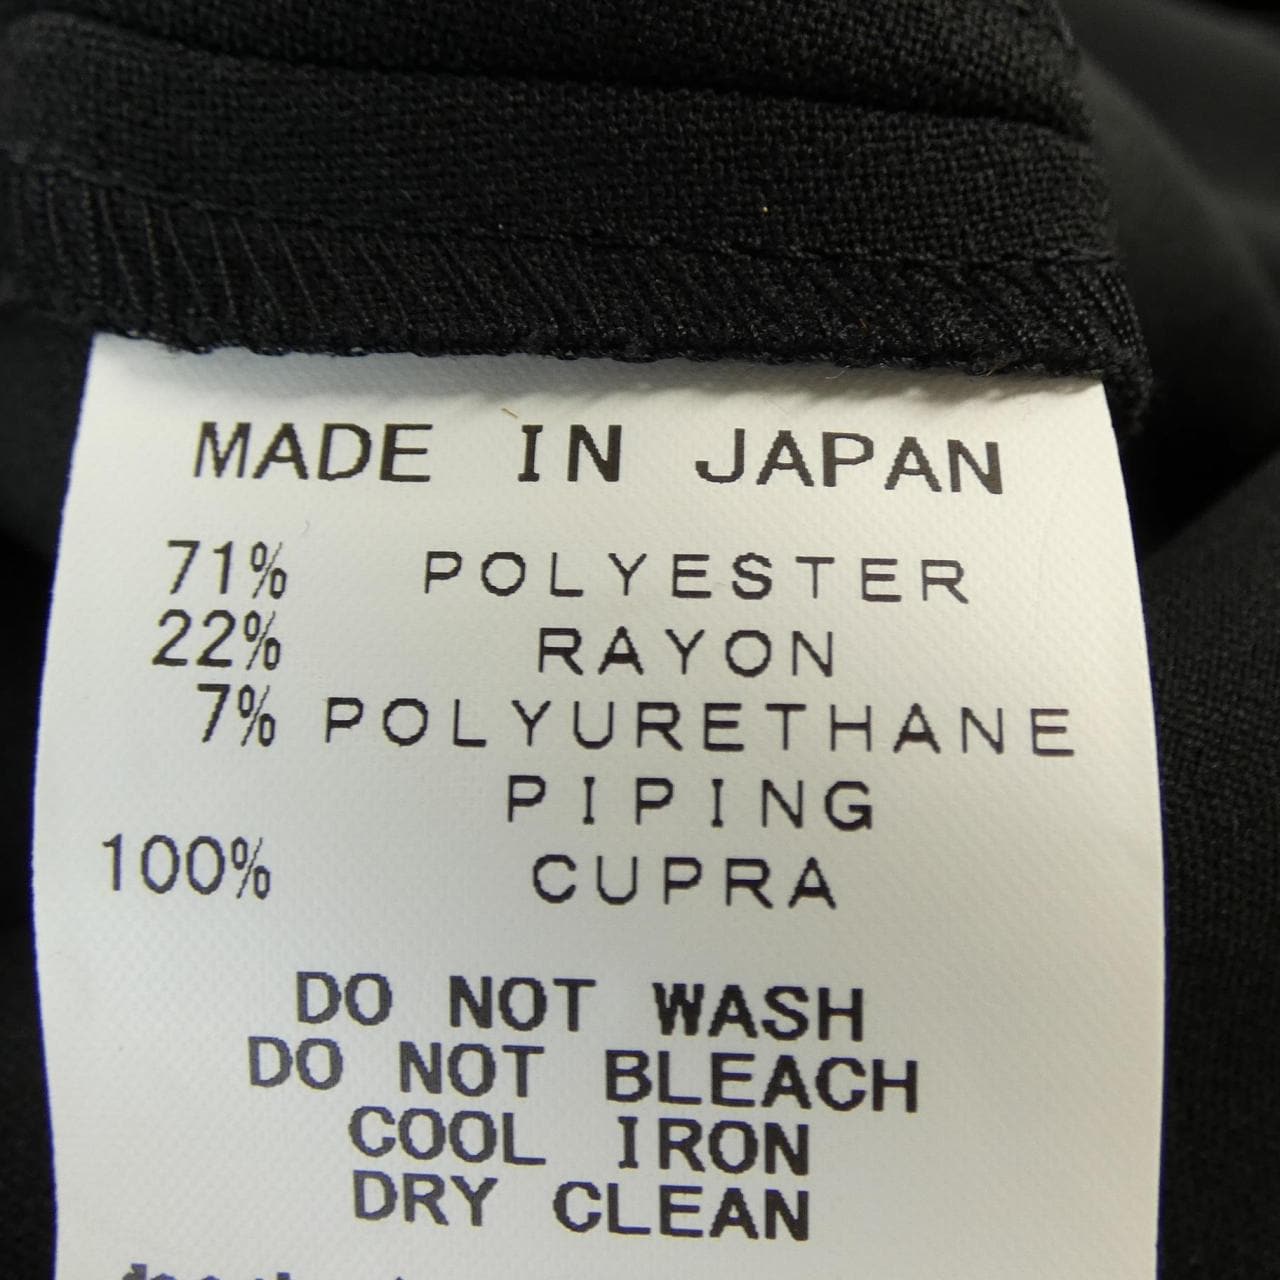 MADE IN JAPAN
71% POLYESTER
22% RAYON
7% POLYURETHANE
PIPING
100% CUPRA
DO NOT WASH
DO NOT BLEACH
COOL IRON
DRY CLEAN